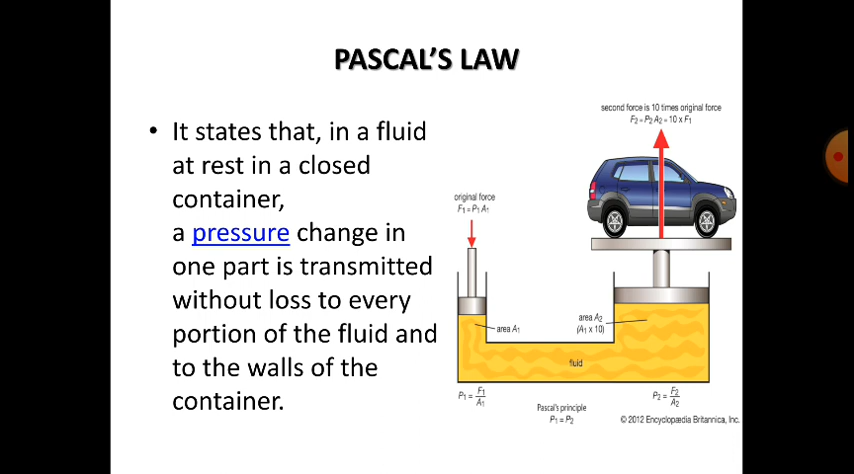 PASCAL'S LAW
• It states that, in a fluid
at rest in a closed
container,
a pressure change in
one part is transmitted
without loss to every
portion of the fluid and
to the walls of the
container.
second force is 10 times original force
F₂ = P₂ A₂ = 10 x F₁
original force
F₁ = P₁ A₁
area A₁
area A₂
(A₁ x 10)
fluid
P₁ = F₁/A₁
P₂ = F₂/A₂
Pascal's principle
P₁ = P₂
© 2012 Encyclopædia Britannica, Inc.